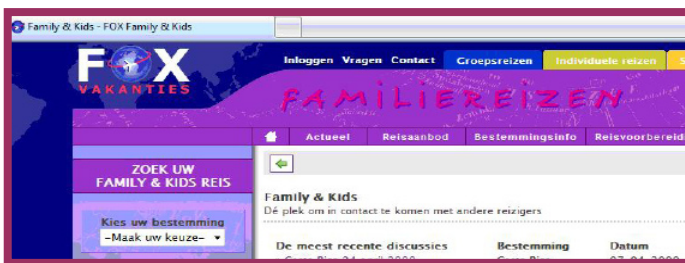 Family & Kids - FOX Family & Kids
FOX
VAKANTIES
Inloggen Vragen Contact Groepsreizen Individuele reizen S
FAMILIEREIZEN
Actueel Reisaanbod Bestemmingsinfo Reisvoorbereid
ZOEK UW
FAMILY & KIDS REIS
Kies uw bestemming
-Maak uw keuze-
Family & Kids
Dé plek om in contact te komen met andere reizigers
De meest recente discussies Bestemming Datum